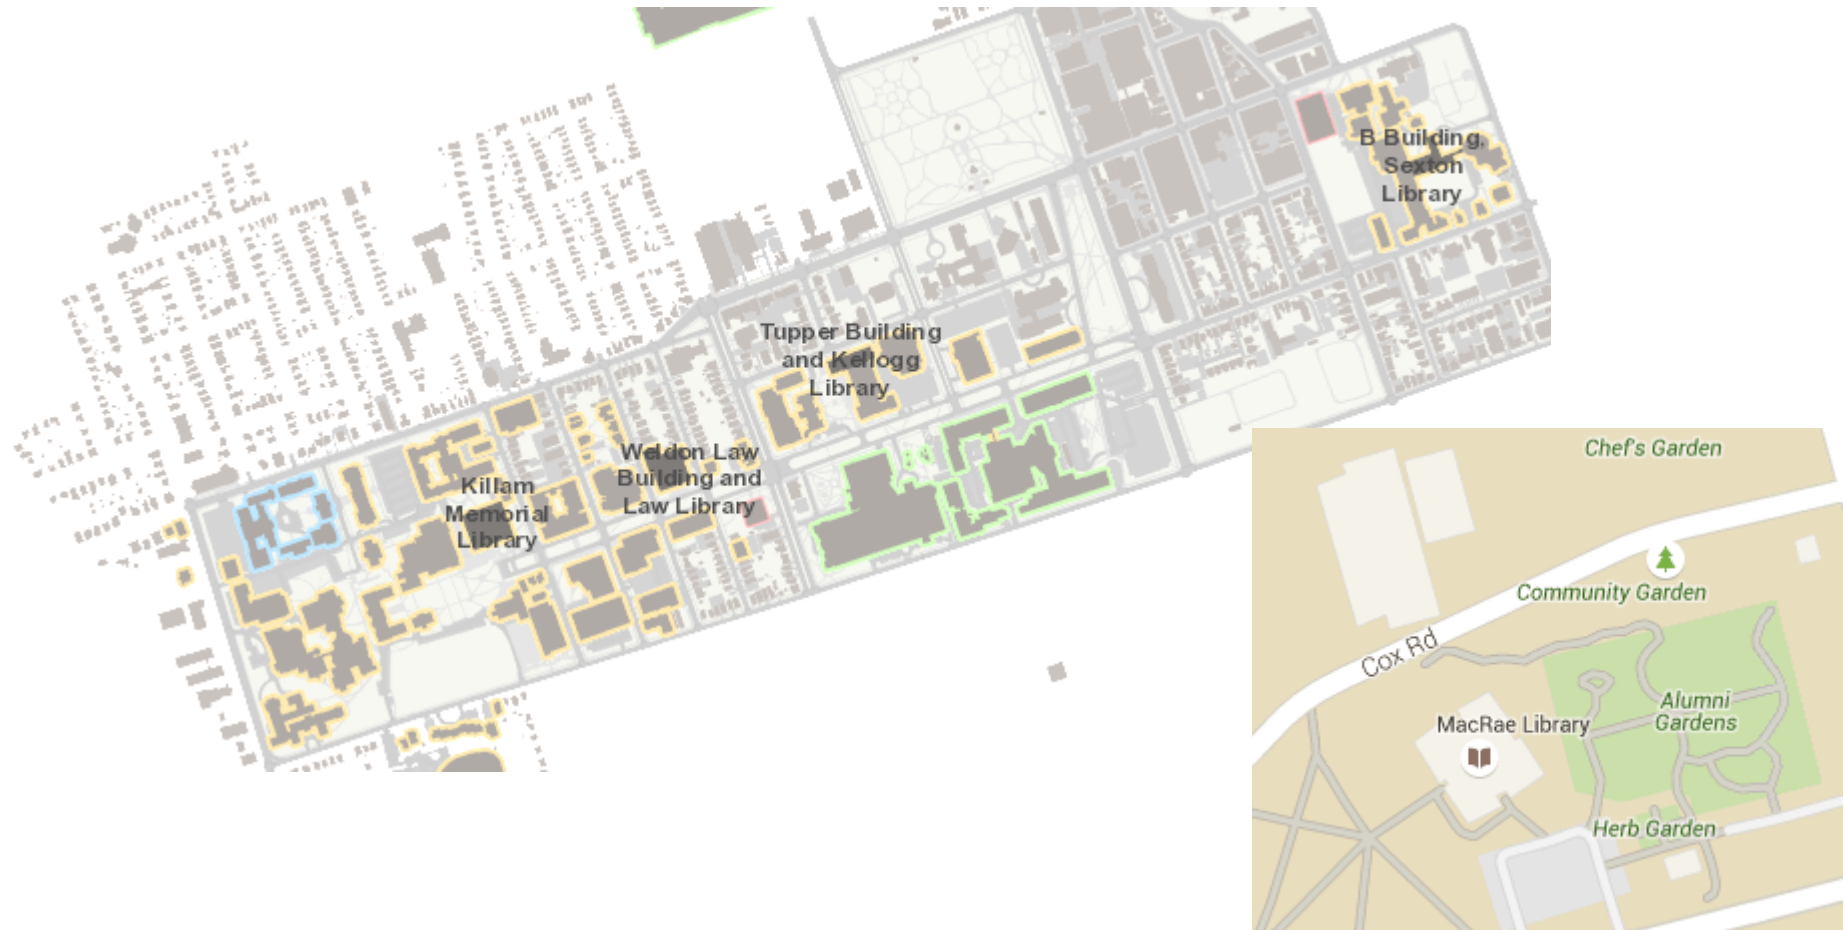 B Building,
Sexton
Library
Tupper Building
and Kellogg
Library
Weldon Law
Building and
Law Library
Killam
Memorial
Library
Chef's Garden
Community Garden
Cox Rd
Alumni
Gardens
MacRae Library
Herb Garden